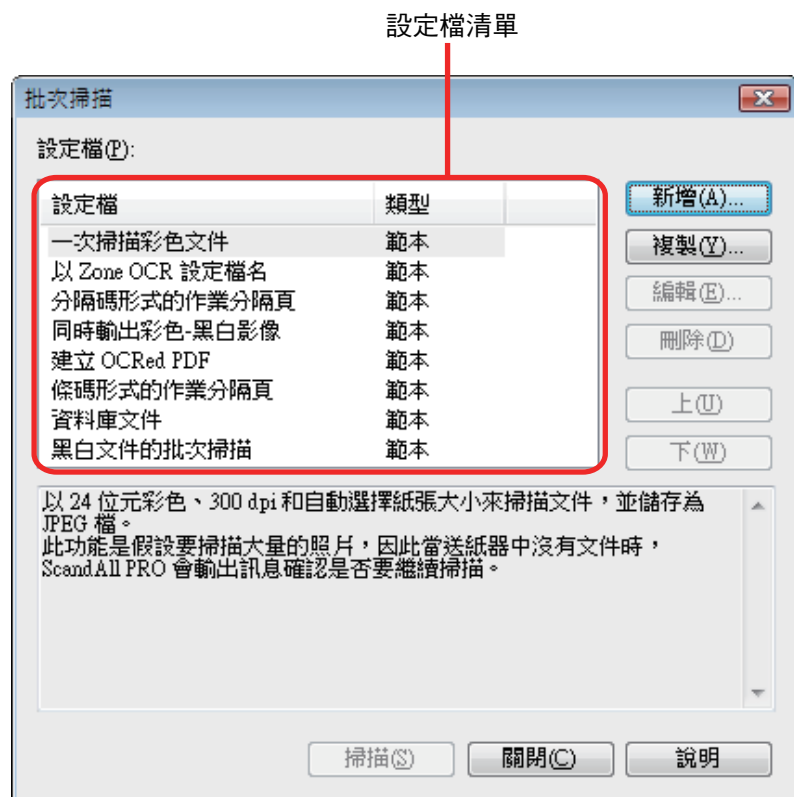 設定檔清單
批次掃描
設定檔(P):
設定檔 類型
一次掃描彩色文件 範本
以 Zone OCR 設定檔名 範本
分隔碼形式的作業分隔頁 範本
同時輸出彩色-黑白影像 範本
建立 OCRed PDF 範本
條碼形式的作業分隔頁 範本
資料庫文件 範本
黑白文件的批次掃描 範本
新增(A)...
複製(Y)...
編輯(E)...
刪除(D)
上(U)
下(W)
以 24 位元彩色、300 dpi 和自動選擇紙張大小來掃描文件，並儲存為
JPEG 檔。
此功能是假設要掃描大量的照片，因此當送紙器中沒有文件時，
ScandAll PRO 會輸出訊息確認是否要繼續掃描。
掃描(S) 關閉(C) 說明